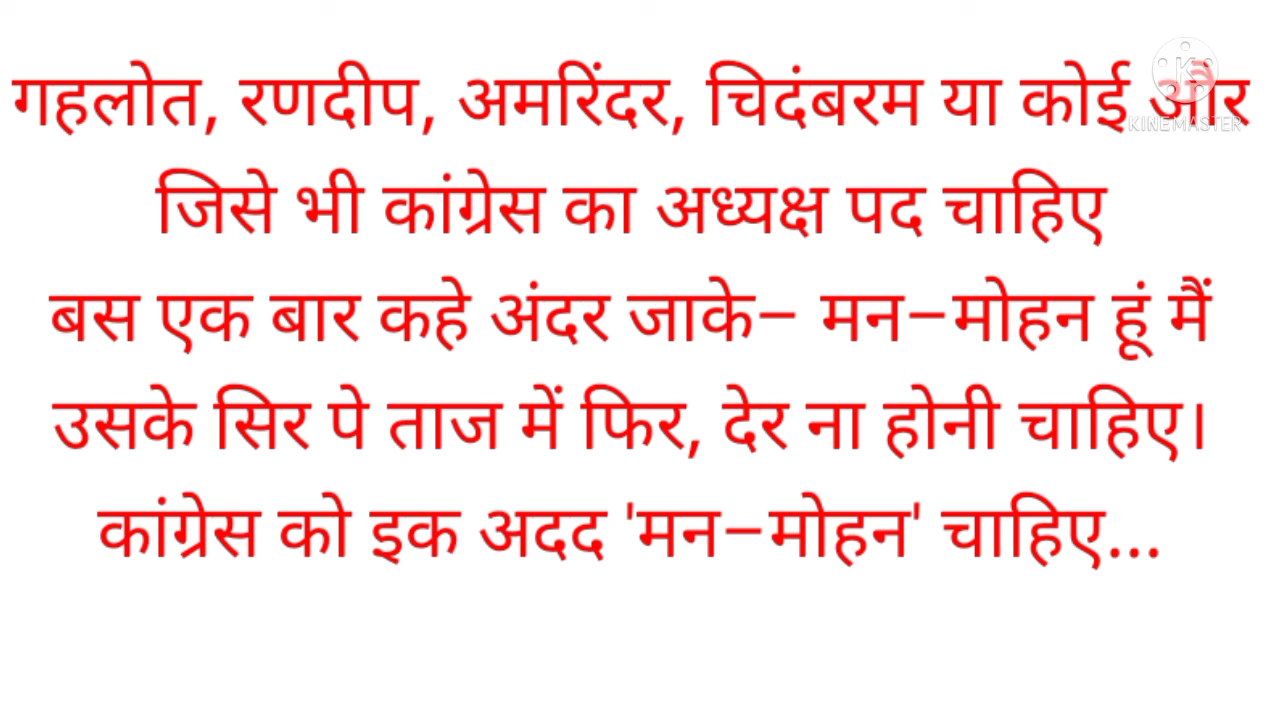 गहलोत, रणदीप, अमरिंदर, चिदंबरम या कोई और
KINEMASTER
जिसे भी कांग्रेस का अध्यक्ष पद चाहिए
बस एक बार कहे अंदर जाके– मन–मोहन हूं मैं
उसके सिर पे ताज में फिर, देर ना होनी चाहिए।
कांग्रेस को इक अदद 'मन–मोहन' चाहिए...